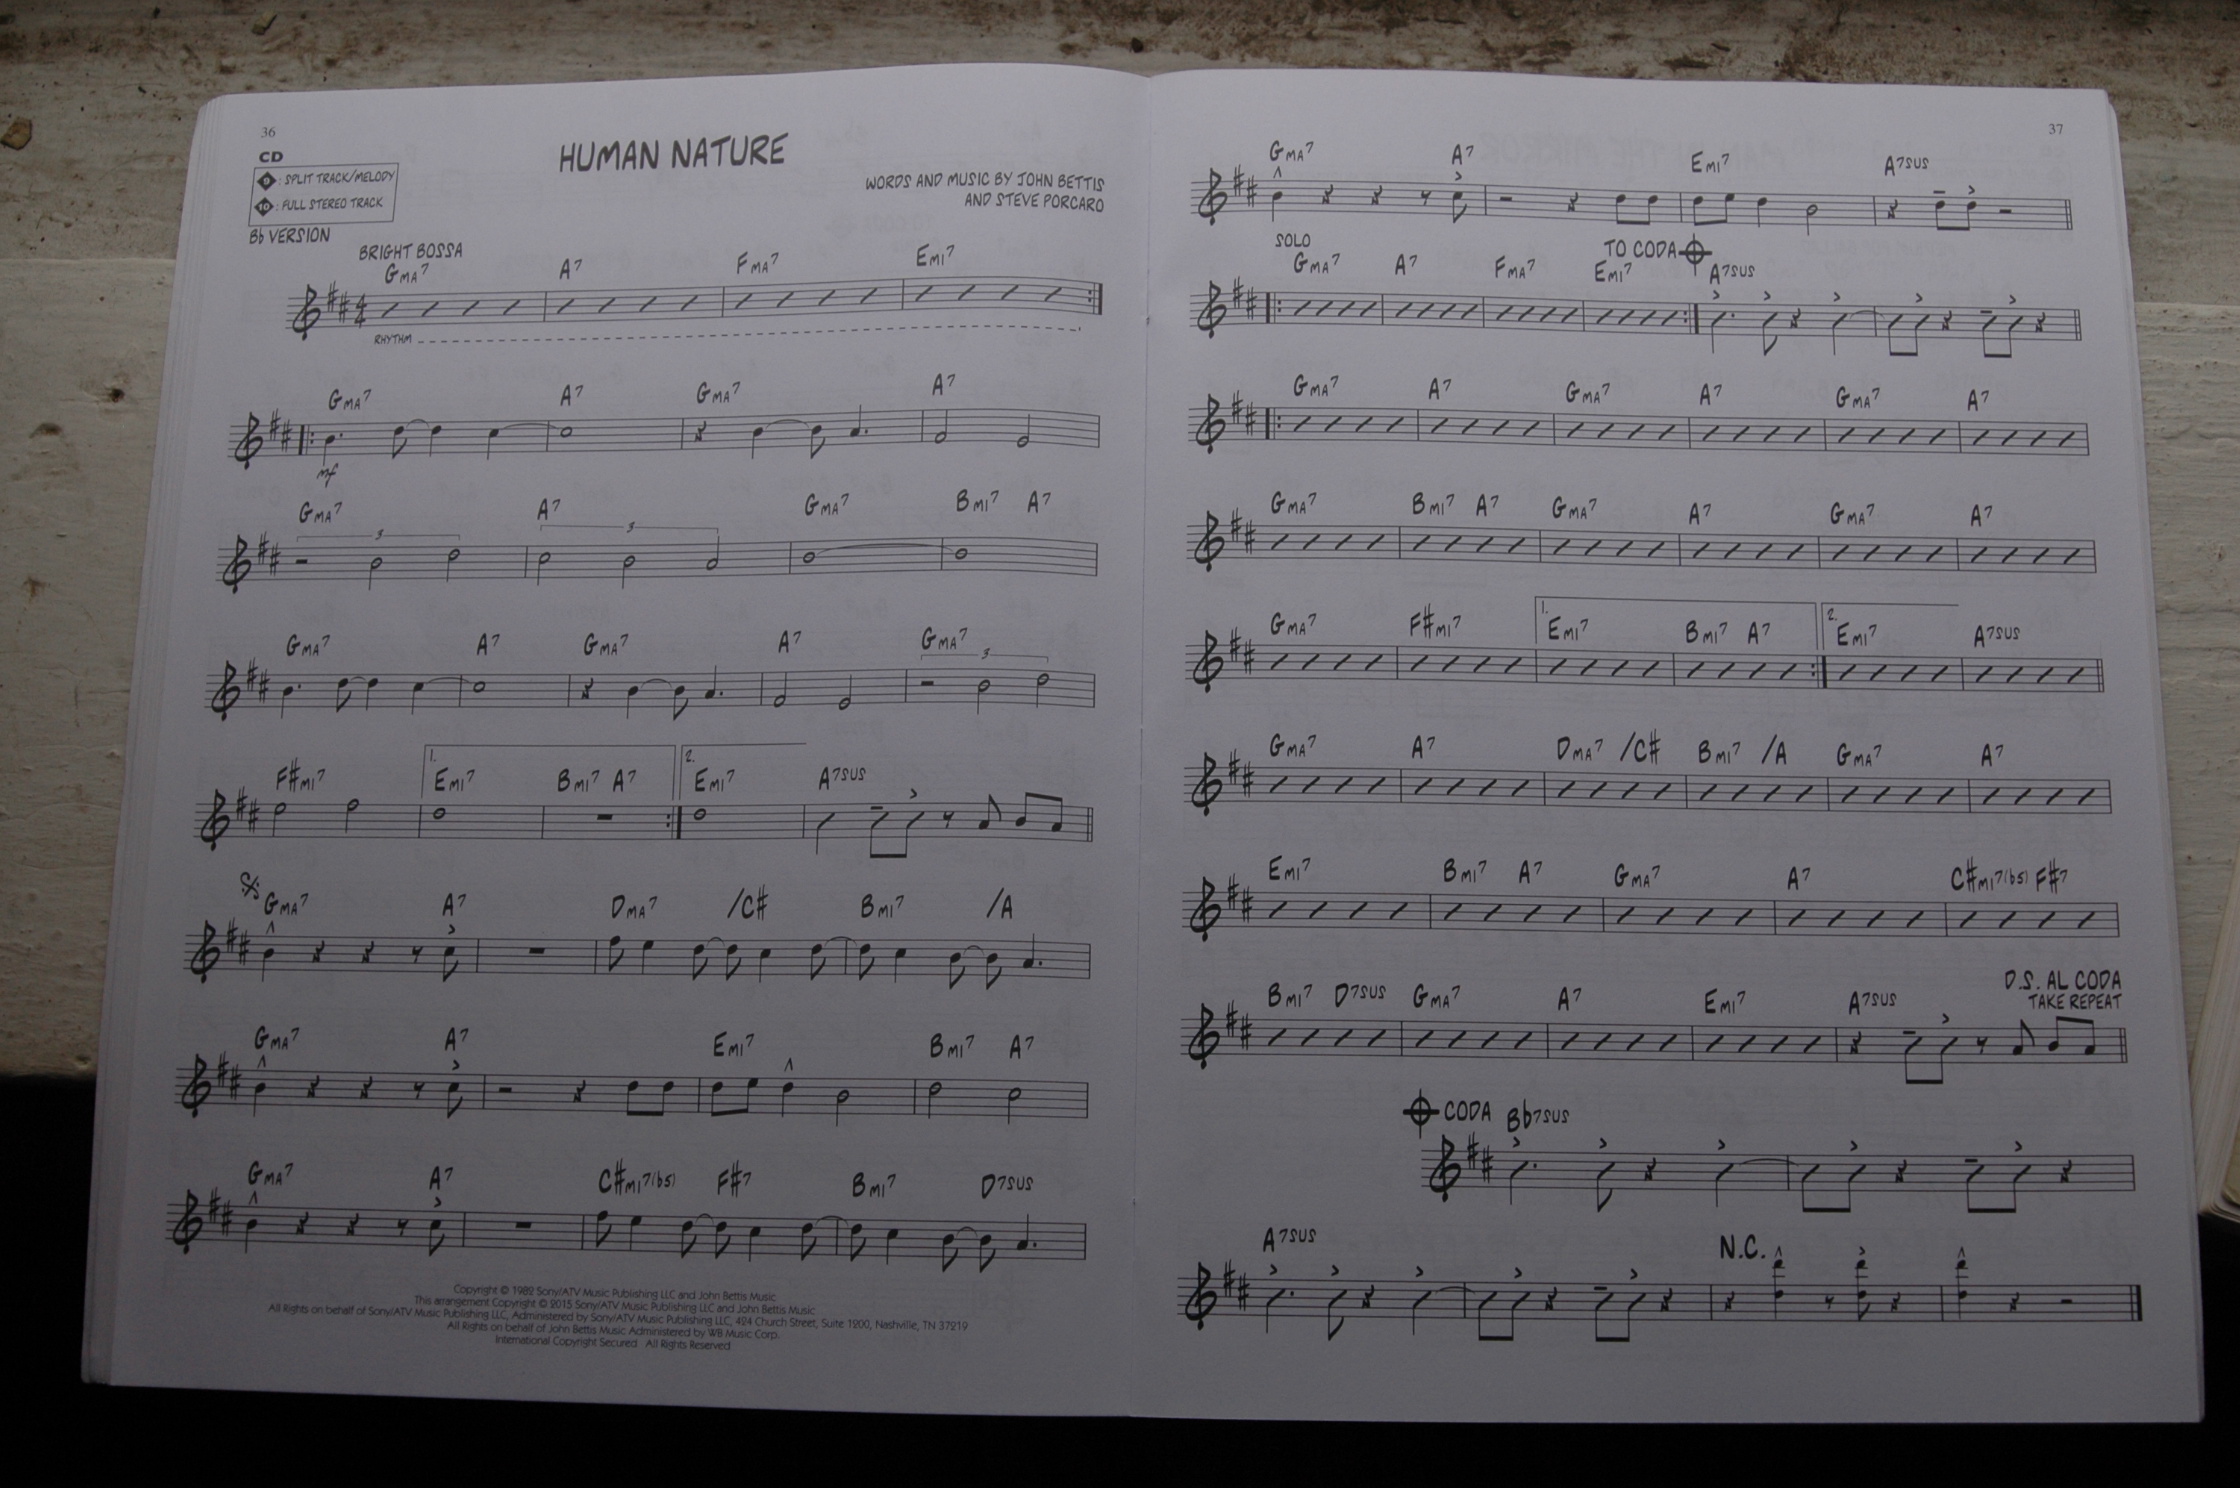 36
CD
9: SPLIT TRACK/MELODY
10: FULL STEREO TRACK
Bb VERSION
HUMAN NATURE
WORDS AND MUSIC BY JOHN BETTIS
AND STEVE PORCARO
BRIGHT BOSSA
GMA7 A7 FMA7 EMI7
RHYTHM
GMA7 A7 GMA7 A7
mf
GMA7 A7 GMA7 BMI7 A7
3 3
GMA7 A7 GMA7 A7 GMA7
3
1. 2.
F#MI7 EMI7 BMI7 A7 EMI7 A7SUS
GMA7 A7 DMA7 /C# BMI7 /A
GMA7 A7 EMI7 BMI7 A7
GMA7 A7 C#MI7(b5) F#7 BMI7 D7SUS
Copyright © 1982 Sony/ATV Music Publishing LLC and John Bettis Music
This arrangement Copyright © 2015 Sony/ATV Music Publishing LLC and John Bettis Music
All Rights on behalf of Sony/ATV Music Publishing LLC, Administered by Sony/ATV Music Publishing LLC, 424 Church Street, Suite 1200, Nashville, TN 37219
All Rights on behalf of John Bettis Music Administered by WB Music Corp.
International Copyright Secured All Rights Reserved
37
GMA7 A7 EMI7 A7SUS
SOLO
TO CODA
GMA7 A7 FMA7 EMI7 A7SUS
GMA7 A7 GMA7 A7 GMA7 A7
GMA7 BMI7 A7 GMA7 A7 GMA7 A7
1. 2.
GMA7 F#MI7 EMI7 BMI7 A7 EMI7 A7SUS
GMA7 A7 DMA7 /C# BMI7 /A GMA7 A7
EMI7 BMI7 A7 GMA7 A7 C#MI7(b5) F#7
D.S. AL CODA
TAKE REPEAT
BMI7 D7SUS GMA7 A7 EMI7 A7SUS
CODA Bb7SUS
A7SUS N.C.